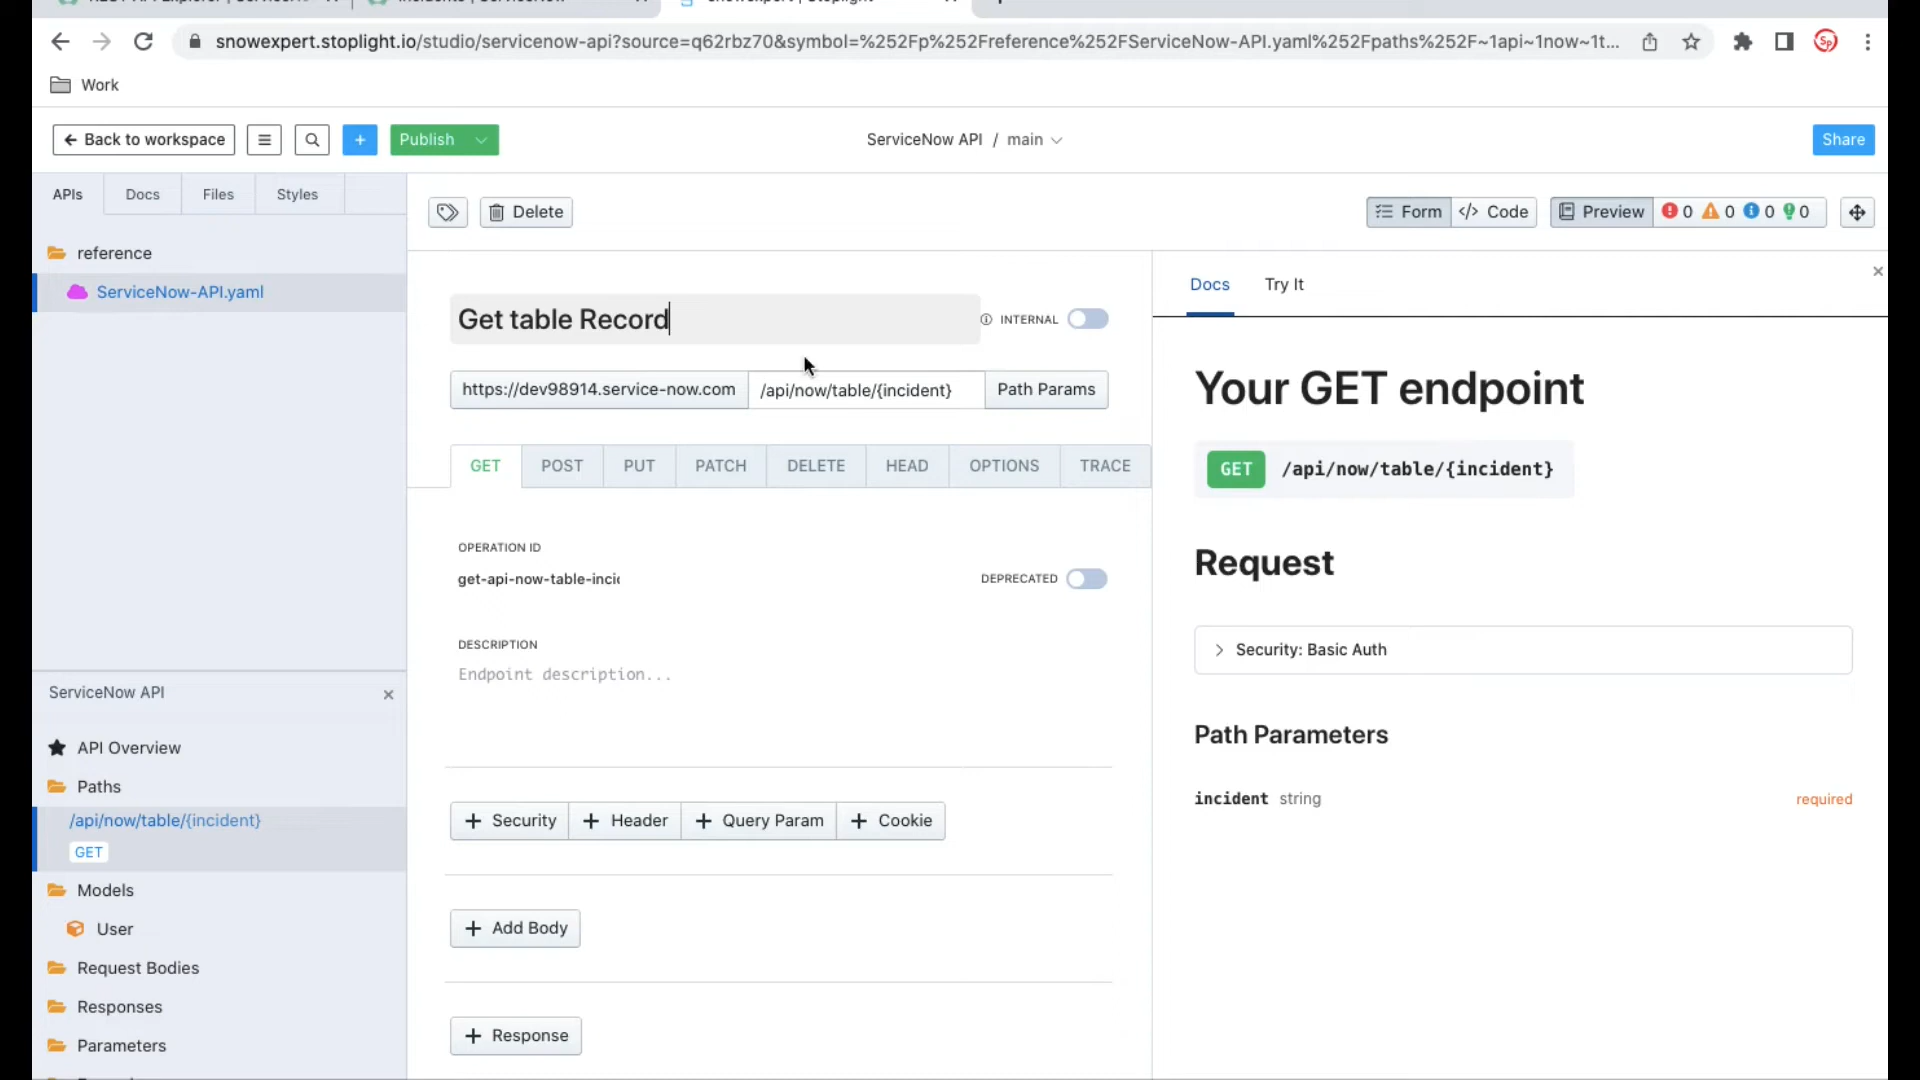 snowexpert.stoplight.io/studio/servicenow-api?source=q62rbz70&symbol=%252Fp%252Freference%252FServiceNow-API.yaml%252Fpaths%252F~1api~1now~1t...
Work
Back to workspace
Publish
ServiceNow API / main
Share
APIs
Docs
Files
Styles
Delete
Form
</> Code
Preview
0
0
0
0
reference
ServiceNow-API.yaml
Get table Record
INTERNAL
https://dev98914.service-now.com
/api/now/table/{incident}
Path Params
GET
POST
PUT
PATCH
DELETE
HEAD
OPTIONS
TRACE
OPERATION ID
get-api-now-table-inci
DEPRECATED
DESCRIPTION
Endpoint description...
+ Security
+ Header
+ Query Param
+ Cookie
+ Add Body
+ Response
Docs
Try It
Your GET endpoint
GET /api/now/table/{incident}
Request
Security: Basic Auth
Path Parameters
incident string
required
ServiceNow API
API Overview
Paths
/api/now/table/{incident}
GET
Models
User
Request Bodies
Responses
Parameters